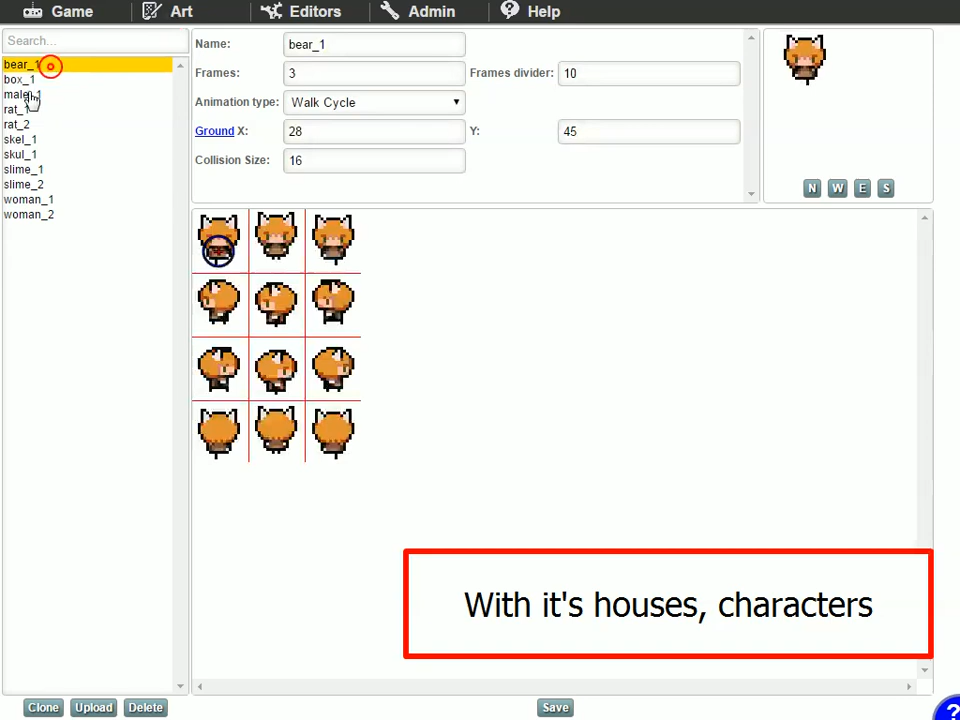 Game Art Editors Admin Help
Search...
bear_1
box_1
male_1
rat_1
rat_2
skel_1
skul_1
slime_1
slime_2
woman_1
woman_2
Name: bear_1
Frames: 3 Frames divider: 10
Animation type: Walk Cycle
Ground X: 28 Y: 45
Collision Size: 16
N W E S
With it's houses, characters
Clone Upload Delete Save
?